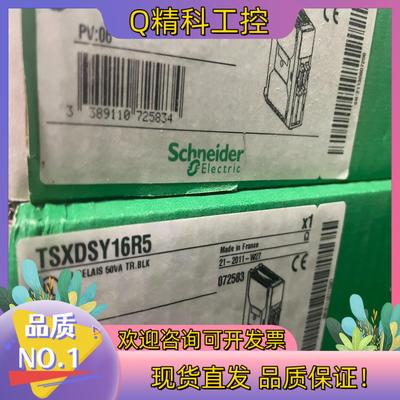 Q精科工控
PV:06
3 389110 725834
Schneider
Electric
TSXDSY16R5
RELAIS 50VA TR.BLK
x1
Made in France
21-2011-W27
072583
品质
NO.1
欢迎咨询可开发票
现货直发 品质保证!